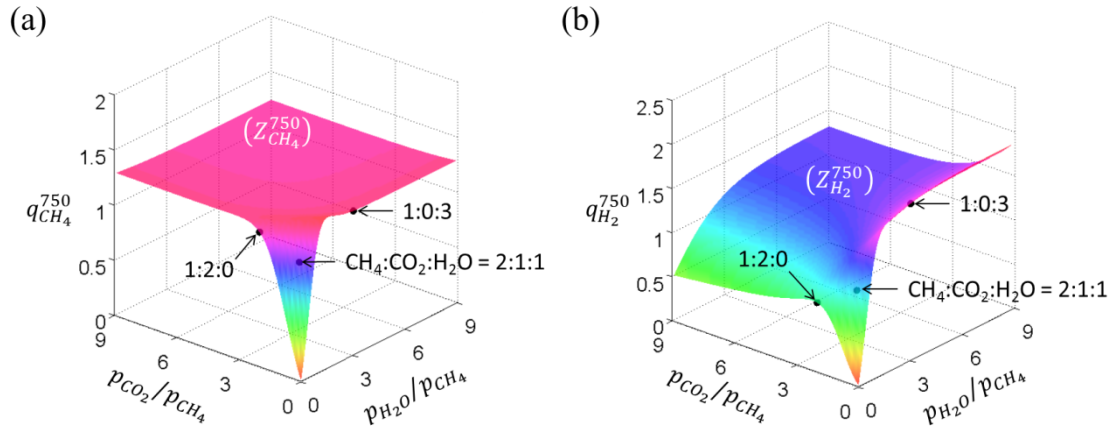 (a)
2
1.5
1
0.5
0
q_{CH_4}^{750}
(Z_{CH_4}^{750})
1:0:3
1:2:0
CH₄:CO₂:H₂O = 2:1:1
9
6
3
0
p_{CO_2}/p_{CH_4}
0
3
6
9
p_{H_2O}/p_{CH_4}
(b)
2.5
2
1.5
1
0.5
0
q_{H_2}^{750}
(Z_{H_2}^{750})
1:0:3
1:2:0
CH₄:CO₂:H₂O = 2:1:1
9
6
3
0
p_{CO_2}/p_{CH_4}
0
3
6
9
p_{H_2O}/p_{CH_4}